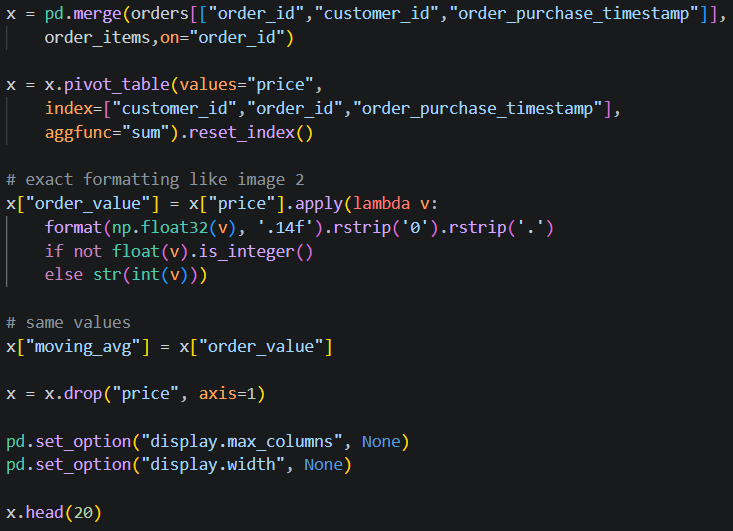 x = pd.merge(orders[["order_id","customer_id","order_purchase_timestamp"]],
    order_items,on="order_id")

x = x.pivot_table(values="price",
    index=["customer_id","order_id","order_purchase_timestamp"],
    aggfunc="sum").reset_index()

# exact formatting like image 2
x["order_value"] = x["price"].apply(lambda v:
    format(np.float32(v), '.14f').rstrip('0').rstrip('.')
    if not float(v).is_integer()
    else str(int(v)))

# same values
x["moving_avg"] = x["order_value"]

x = x.drop("price", axis=1)

pd.set_option("display.max_columns", None)
pd.set_option("display.width", None)

x.head(20)